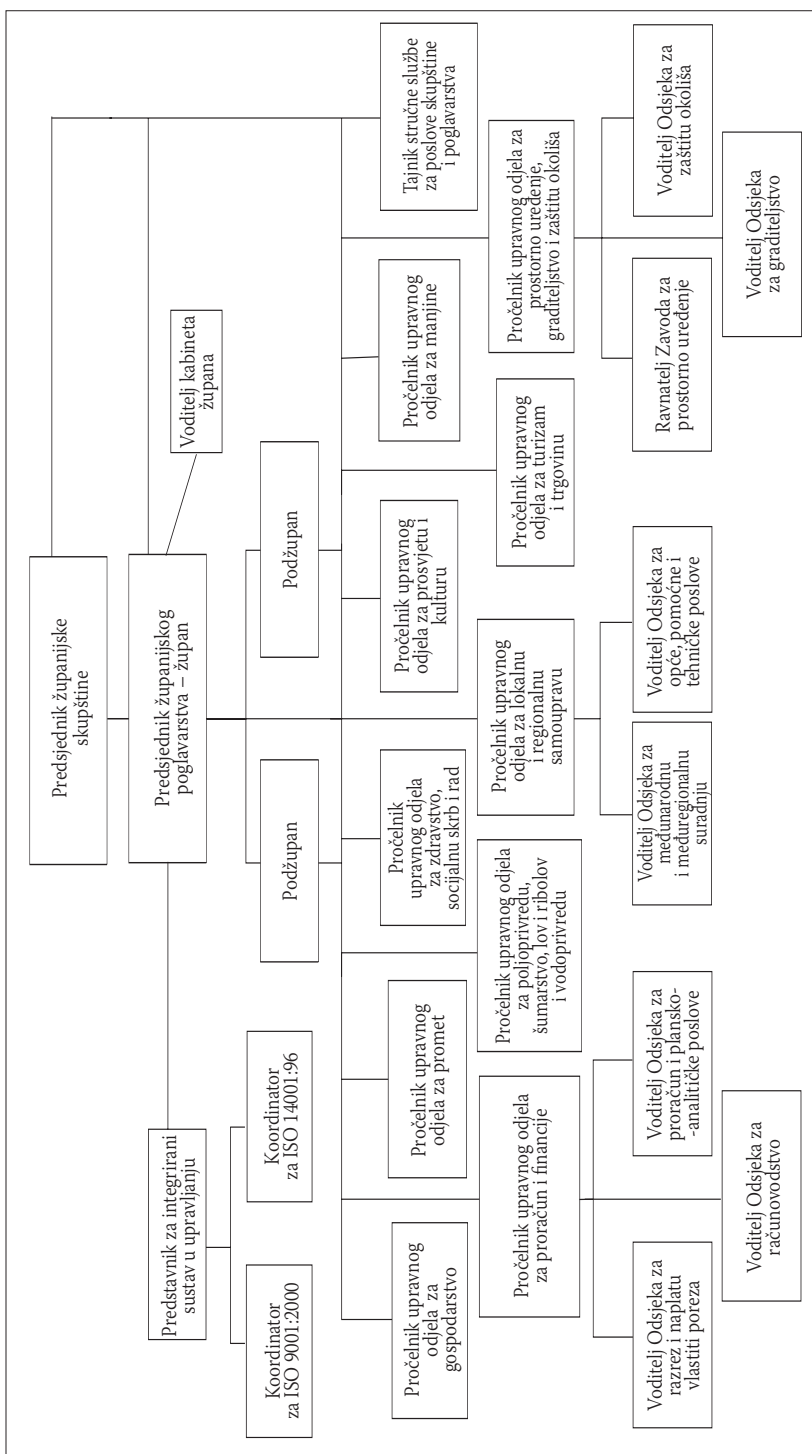 Predsjednik županijske
skupštine
Predsjednik županijskog
poglavarstva – župan
Voditelj kabineta
župana
Predstavnik za integrirani
sustav u upravljanju
Koordinator
za ISO 9001:2000
Koordinator
za ISO 14001:96
Podžupan
Podžupan
Pročelnik upravnog
odjela za
gospodarstvo
Pročelnik upravnog
odjela za promet
Pročelnik
upravnog odjela
za zdravstvo,
socijalnu skrb i rad
Pročelnik upravnog
odjela za prosvjetu i
kulturu
Pročelnik upravnog
odjela za manjine
Tajnik stručne službe
za poslove skupštine
i poglavarstva
Pročelnik upravnog odjela
za proračun i financije
Pročelnik upravnog odjela
za poljoprivredu,
šumarstvo, lov i ribolov
i vodoprivredu
Pročelnik upravnog
odjela za lokalnu
i regionalnu
samoupravu
Pročelnik upravnog
odjela za turizam
i trgovinu
Pročelnik upravnog odjela za
prostorno uređenje,
graditeljstvo i zaštitu okoliša
Voditelj Odsjeka za
razrez i naplatu
vlastiti poreza
Voditelj Odsjeka za
proračun i plansko-
-analitičke poslove
Voditelj Odsjeka za
međunarodnu
i međuregionalnu
suradnju
Voditelj Odsjeka za
opće, pomoćne i
tehničke poslove
Ravnatelj Zavoda za
prostorno uređenje
Voditelj Odsjeka za
zaštitu okoliša
Voditelj Odsjeka za
računovodstvo
Voditelj Odsjeka
za graditeljstvo